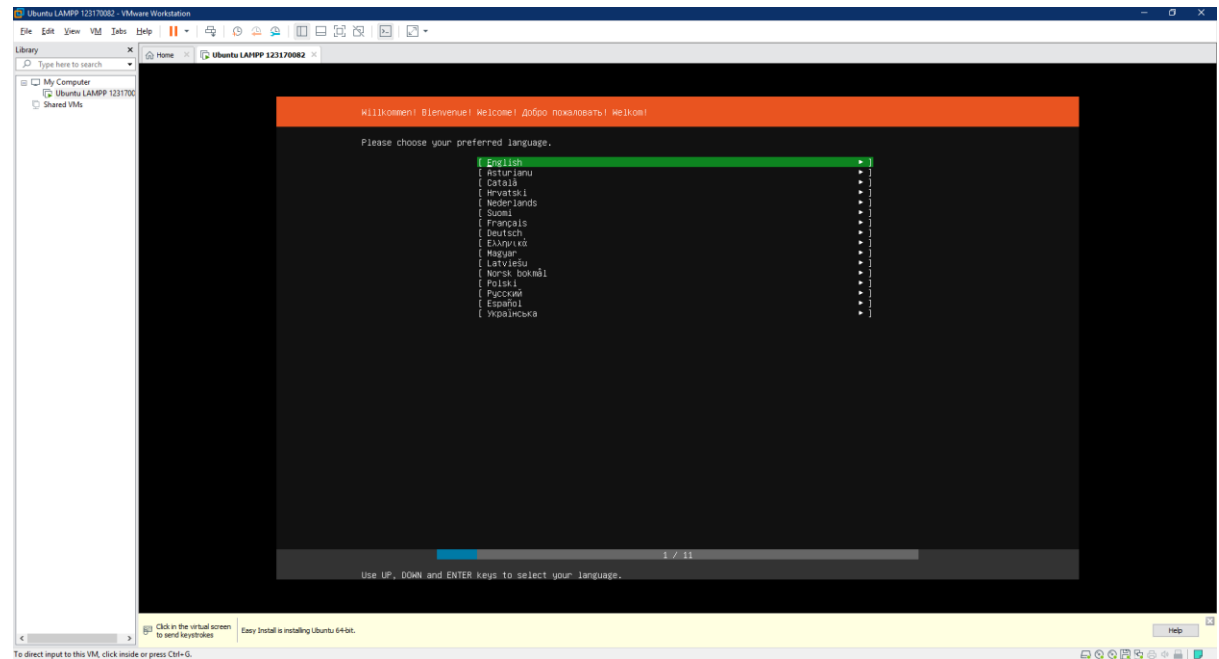 Ubuntu LAMPP 123170082 - VMware Workstation
File Edit View VM Tabs Help
Library
Home
Ubuntu LAMPP 123170082
Type here to search
My Computer
Ubuntu LAMPP 123170
Shared VMs
Willkommen! Bienvenue! Welcome! Добро пожаловать! Welkom!
Please choose your preferred language.
[ English ► ]
[ Asturianu ► ]
[ Català ► ]
[ Hrvatski ► ]
[ Nederlands ► ]
[ Suomi ► ]
[ Français ► ]
[ Deutsch ► ]
[ Ελληνικά ► ]
[ Magyar ► ]
[ Latviešu ► ]
[ Norsk bokmål ► ]
[ Polski ► ]
[ Русский ► ]
[ Español ► ]
[ Українська ► ]
1 / 11
Use UP, DOWN and ENTER keys to select your language.
Click in the virtual screen
to send keystrokes
Easy Install is installing Ubuntu 64-bit.
Help
To direct input to this VM, click inside or press Ctrl+G.